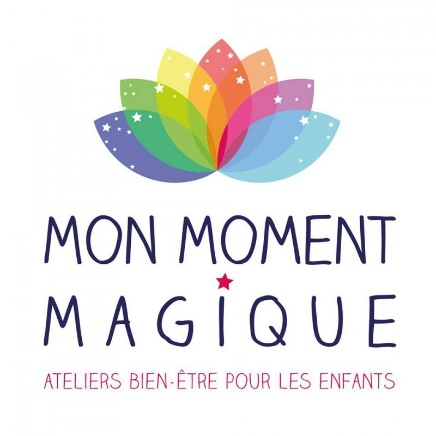 MON MOMENT
MAGIQUE
ATELIERS BIEN-ÊTRE POUR LES ENFANTS